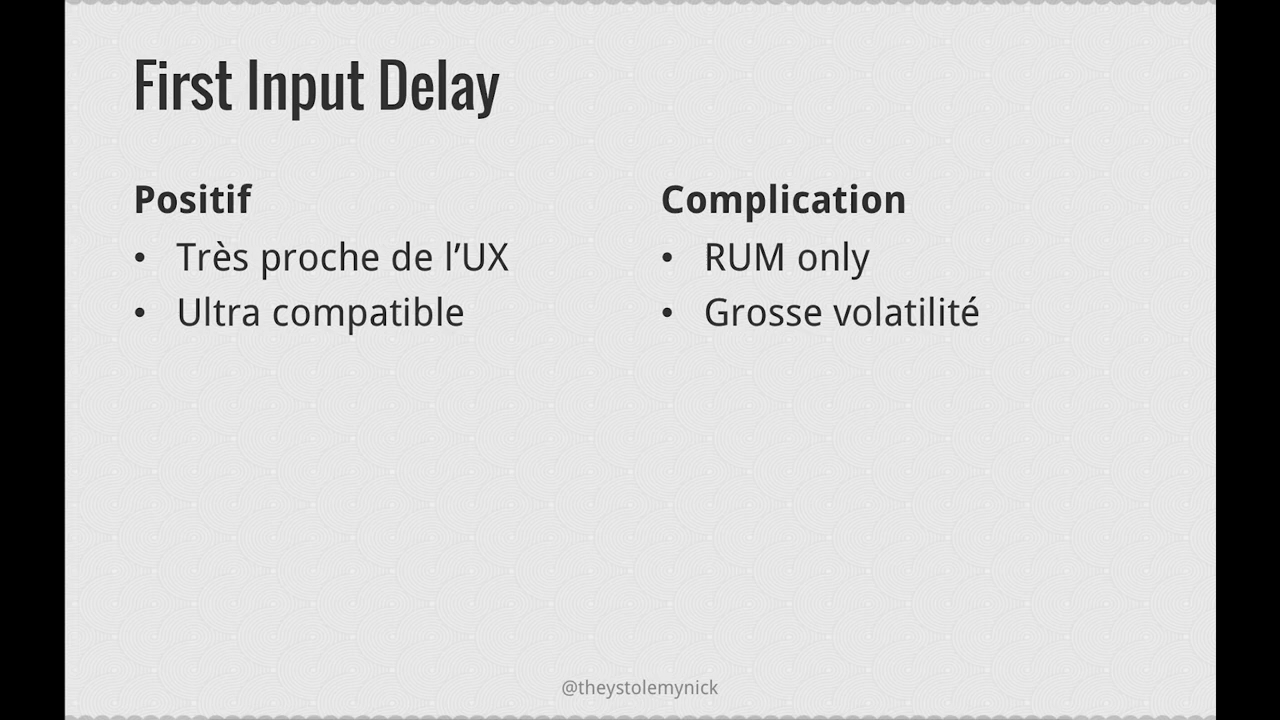 First Input Delay
Positif
• Très proche de l’UX
• Ultra compatible
Complication
• RUM only
• Grosse volatilité
@theystolemynick